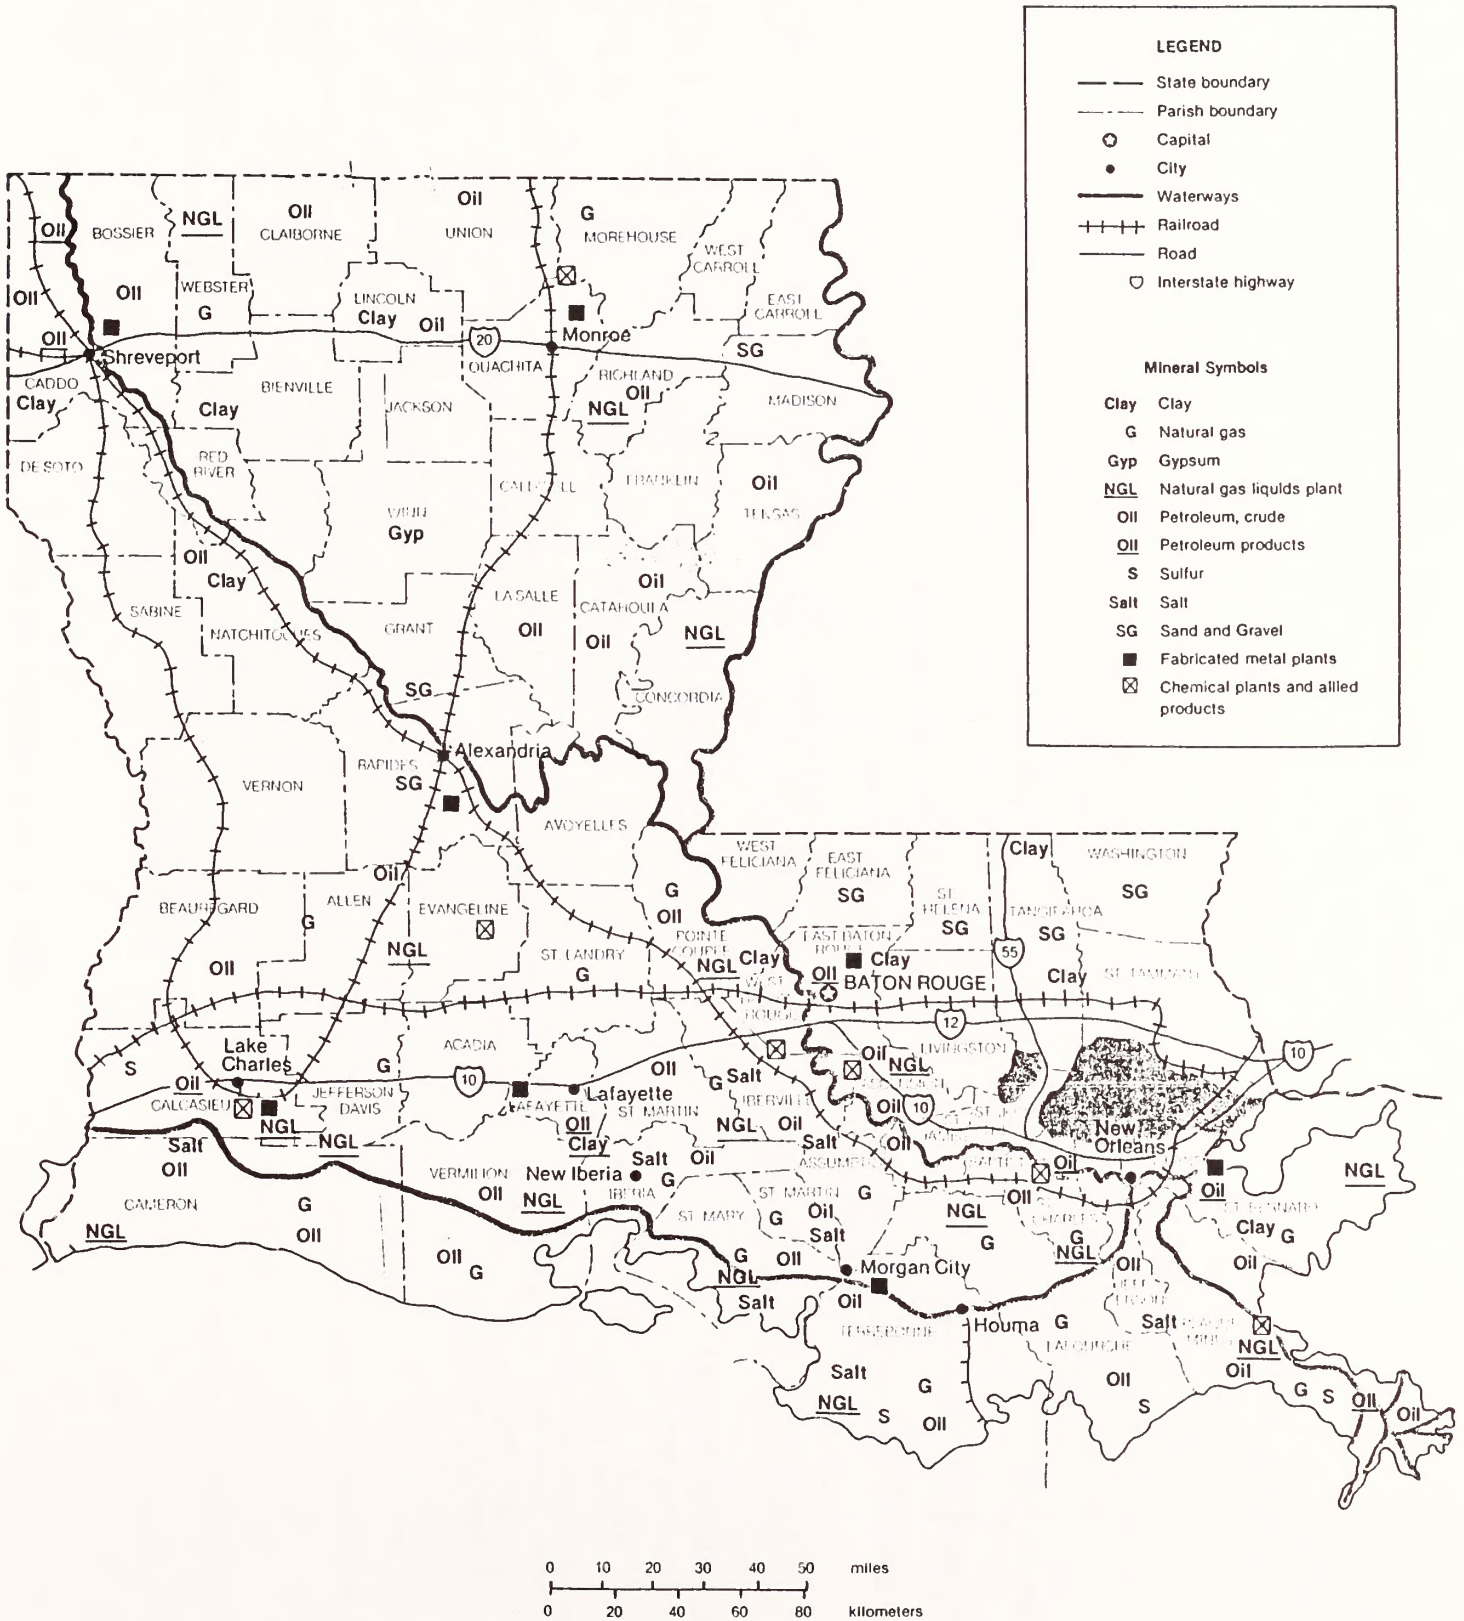 LEGEND
State boundary
Parish boundary
Capital
City
Waterways
Railroad
Road
Interstate highway
Mineral Symbols
Clay Clay
G Natural gas
Gyp Gypsum
NGL Natural gas liquids plant
Oil Petroleum, crude
Oil Petroleum products
S Sulfur
Salt Salt
SG Sand and Gravel
Fabricated metal plants
Chemical plants and allied
products
Oil
BOSSIER
NGL
Oil
CLAIBORNE
Oil
UNION
G
MOREHOUSE
WEST
CARROLL
Oil
Oil
WEBSTER
G
LINCOLN
Clay
Oil
EAST
CARROLL
Oil
Shreveport
20
Monroe
SG
CADDO
Clay
BIENVILLE
Clay
JACKSON
OUACHITA
RICHLAND
Oil
NGL
MADISON
DE SOTO
RED
RIVER
WINN
Gyp
FRANKLIN
Oil
TENSAS
Oil
Clay
SABINE
NATCHITOCHES
GRANT
LA SALLE
Oil
Oil
CATAHOULA
Oil
NGL
SG
CONCORDIA
Alexandria
RAPIDES
SG
VERNON
AVOYELLES
WEST
FELICIANA
EAST
FELICIANA
SG
Clay
WASHINGTON
SG
Oil
BEAUREGARD
G
ALLEN
EVANGELINE
G
Oil
ST.
HELENA
SG
TANGIPAHOA
SG
Oil
NGL
ST. LANDRY
G
POINTE
COUPEE
NGL
Clay
EAST BATON
Oil
Clay
BATON ROUGE
55
Clay
ST. TAMMANY
WEST
ROUGE
12
S
Lake
Charles
Oil
CALCASIEU
G
ACADIA
10
JEFFERSON
DAVIS
NGL
NGL
LAFAYETTE
Lafayette
Oil
Clay
Oil
G
Salt
ST. MARTIN
IBERVILLE
NGL
Oil
Salt
Oil
NGL
LIVINGSTON
10
10
Oil
Oil
New
Orleans
Salt
Oil
CAMERON
NGL
G
Oil
VERMILION
Oil
NGL
Oil
G
New Iberia
Salt
G
IBERIA
Oil
ASSUMPTION
G
ST. MARTIN
Oil
Salt
ST. MARY
G
G
Oil
NGL
Salt
NGL
G
Oil
Oil
CHARLES
G
NGL
Oil
Oil
ST. BERNARD
Clay
G
Oil
NGL
Morgan City
Oil
TERREBONNE
Houma
G
LAFOURCHE
Salt
Salt
NGL
S
G
Oil
Oil
S
NGL
Oil
G
S
Oil
Oil
0 10 20 30 40 50 miles
0 20 40 60 80 kilometers